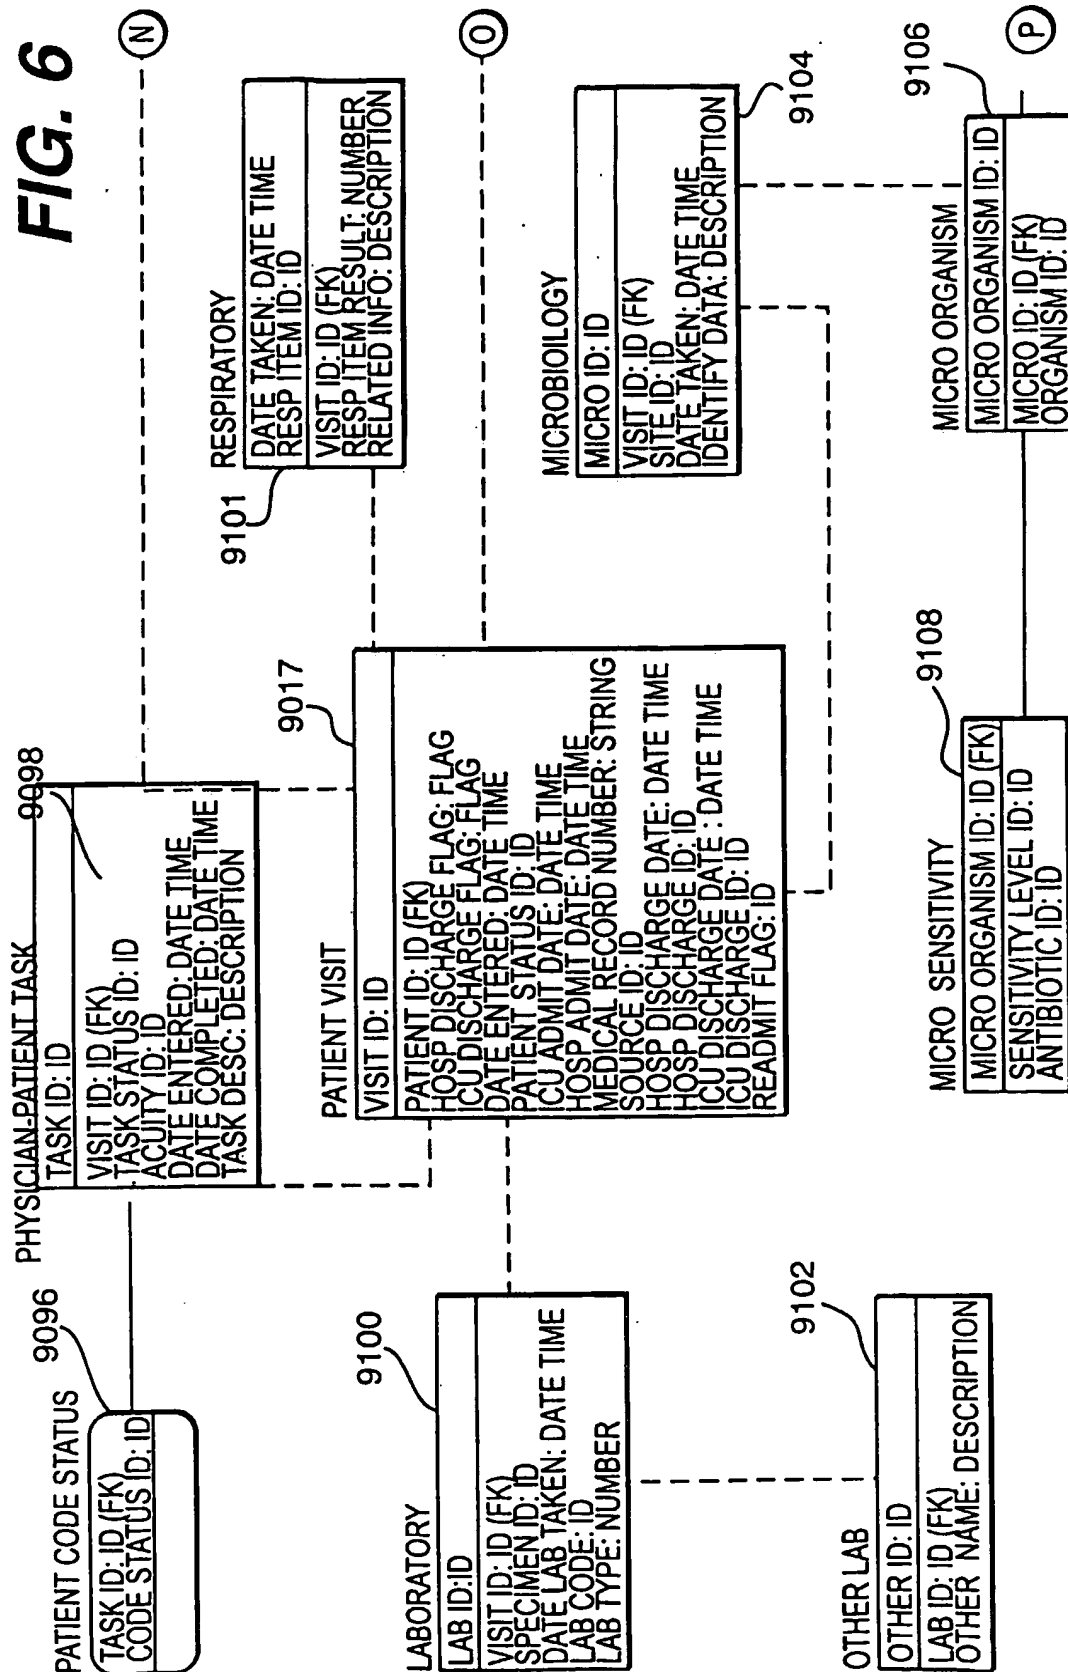 FIG. 6
PATIENT CODE STATUS
9096
TASK ID: ID (FK)
CODE STATUS ID: ID
PHYSICIAN-PATIENT TASK
9098
TASK ID: ID
VISIT ID: ID (FK)
TASK STATUS ID: ID
ACUITY ID: ID
DATE ENTERED: DATE TIME
DATE COMPLETED: DATE TIME
TASK DESC: DESCRIPTION
N
RESPIRATORY
9101
DATE TAKEN: DATE TIME
RESP ITEM ID: ID
VISIT ID: ID (FK)
RESP ITEM RESULT: NUMBER
RELATED INFO: DESCRIPTION
PATIENT VISIT
9017
VISIT ID: ID
PATIENT ID: ID (FK)
HOSP DISCHARGE FLAG: FLAG
ICU DISCHARGE FLAG: FLAG
DATE ENTERED: DATE TIME
PATIENT STATUS ID: ID
ICU ADMIT DATE: DATE TIME
HOSP ADMIT DATE: DATE TIME
MEDICAL RECORD NUMBER: STRING
SOURCE ID: ID
HOSP DISCHARGE DATE: DATE TIME
HOSP DISCHARGE ID: ID
ICU DISCHARGE DATE : DATE TIME
ICU DISCHARGE ID: ID
READMIT FLAG: ID
O
LABORATORY
9100
LAB ID:ID
VISIT ID: ID (FK)
SPECIMEN ID: ID
DATE LAB TAKEN: DATE TIME
LAB CODE: ID
LAB TYPE: NUMBER
MICROBIOILOGY
9104
MICRO ID: ID
VISIT ID: ID (FK)
SITE ID: ID
DATE TAKEN: DATE TIME
IDENTIFY DATA: DESCRIPTION
OTHER LAB
9102
OTHER ID: ID
LAB ID: ID (FK)
OTHER NAME: DESCRIPTION
MICRO SENSITIVITY
9108
MICRO ORGANISM ID: ID (FK)
SENSITIVITY LEVEL ID: ID
ANTIBIOTIC ID: ID
MICRO ORGANISM
9106
MICRO ORGANISM ID: ID
MICRO ID: ID (FK)
ORGANISM ID: ID
P